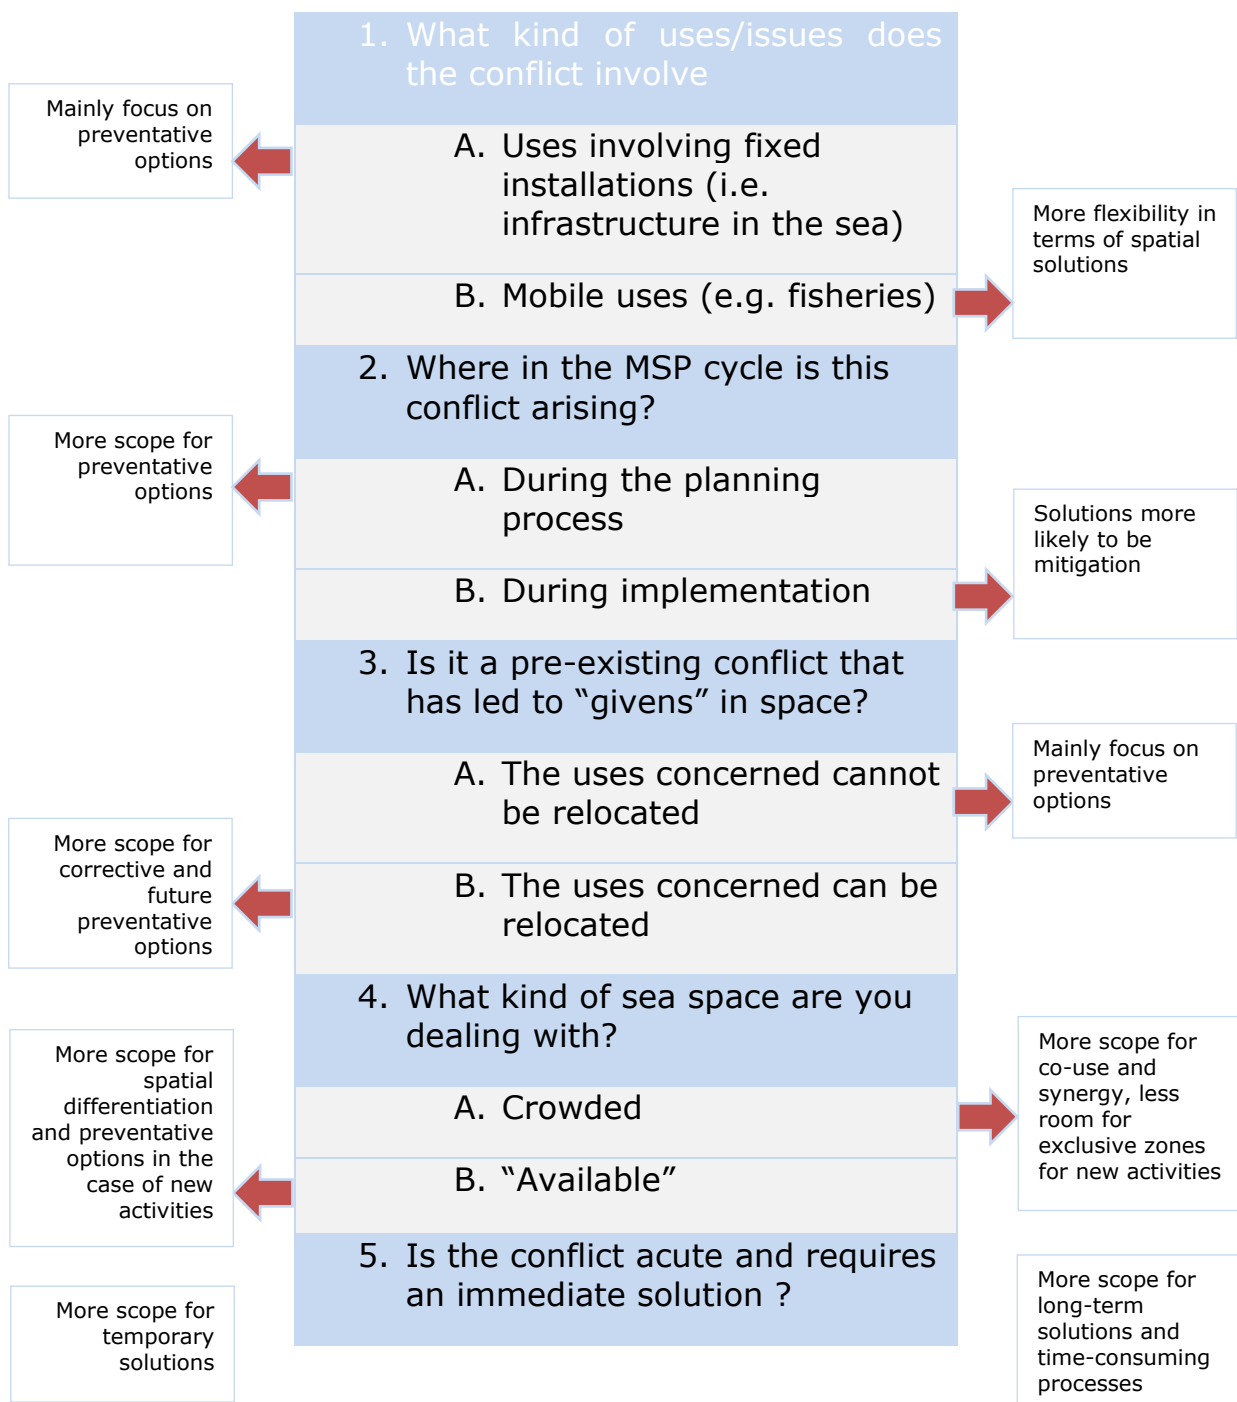 1. What kind of uses/issues does
the conflict involve
Mainly focus on
preventative
options
A. Uses involving fixed
installations (i.e.
infrastructure in the sea)
More flexibility in
terms of spatial
solutions
B. Mobile uses (e.g. fisheries)
2. Where in the MSP cycle is this
conflict arising?
More scope for
preventative
options
A. During the planning
process
Solutions more
likely to be
mitigation
B. During implementation
3. Is it a pre-existing conflict that
has led to “givens” in space?
Mainly focus on
preventative
options
A. The uses concerned cannot
be relocated
More scope for
corrective and
future
preventative
options
B. The uses concerned can be
relocated
4. What kind of sea space are you
dealing with?
More scope for
co-use and
synergy, less
room for
exclusive zones
for new activities
A. Crowded
More scope for
spatial
differentiation
and preventative
options in the
case of new
activities
B. “Available”
5. Is the conflict acute and requires
an immediate solution ?
More scope for
temporary
solutions
More scope for
long-term
solutions and
time-consuming
processes